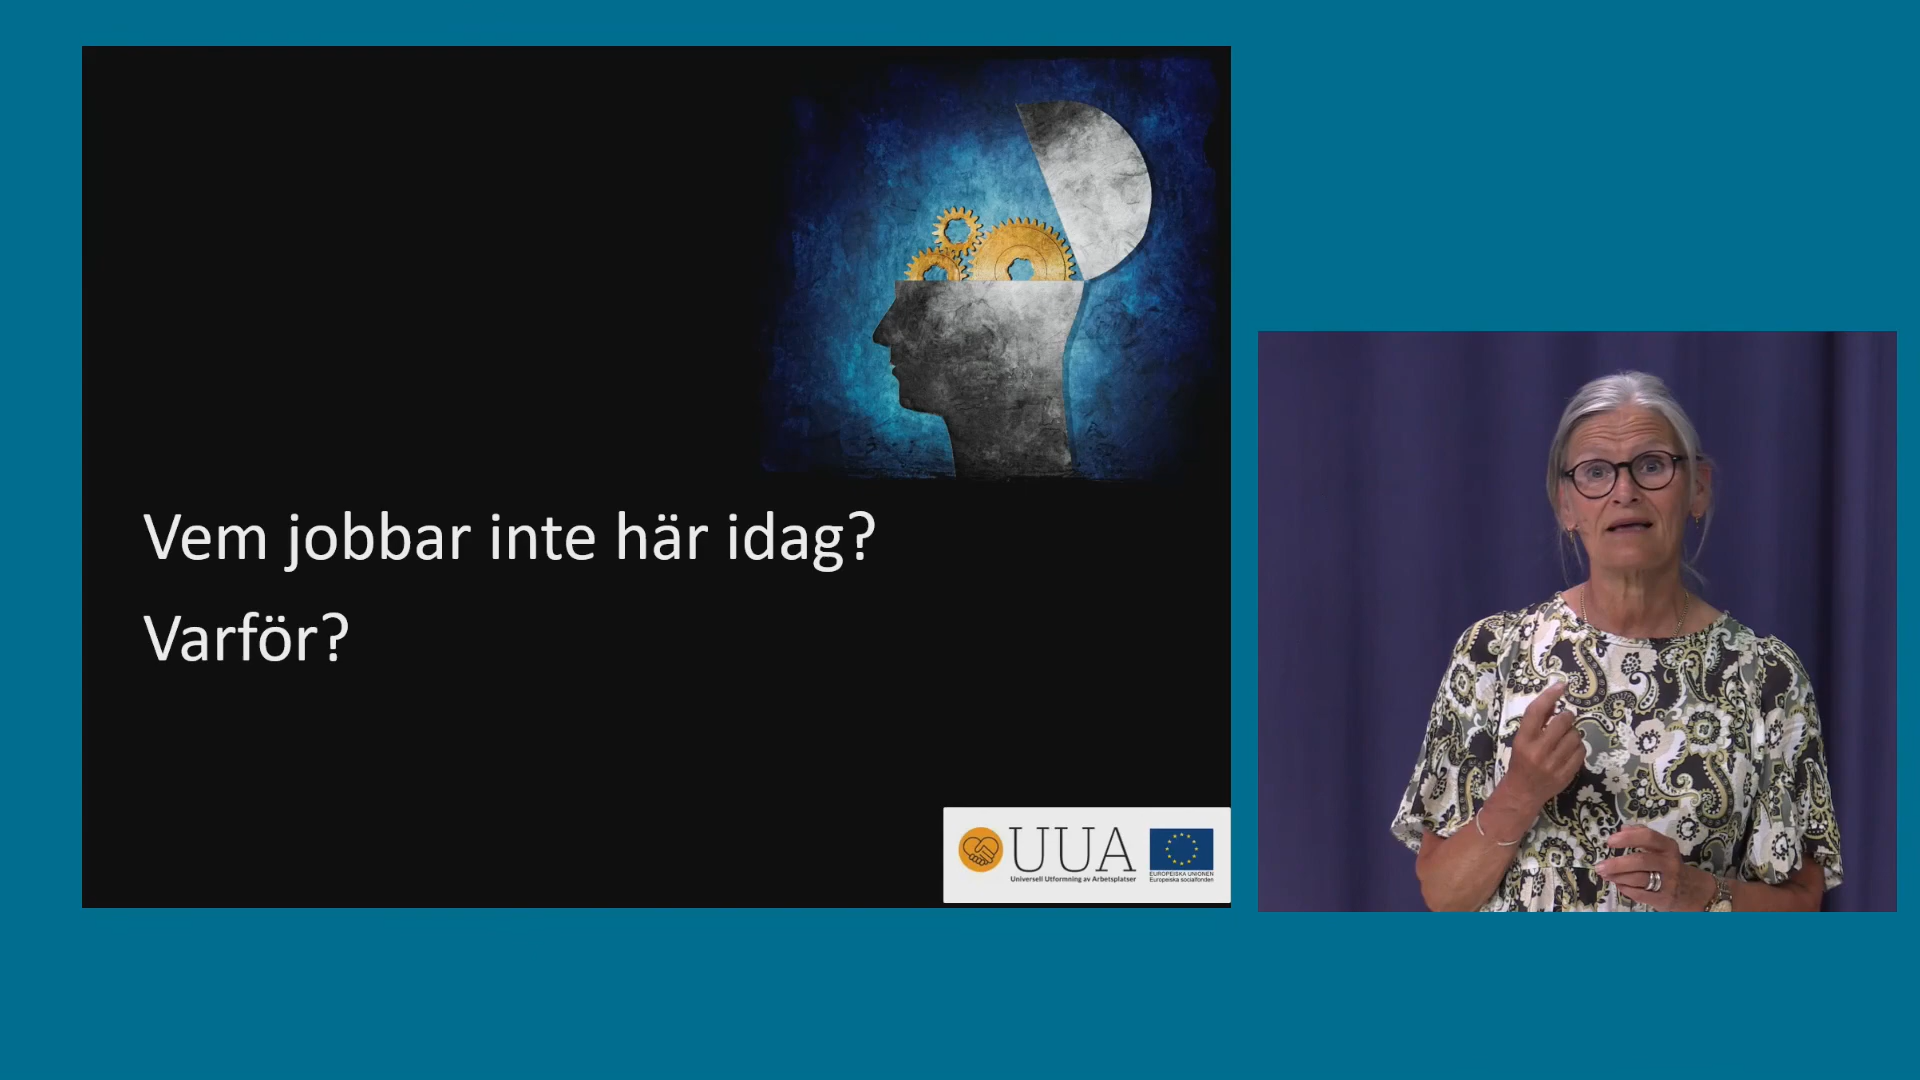 Vem jobbar inte här idag?
Varför?
UUA
Universell Utformning av Arbetsplatser
EUROPEISKA UNIONEN
Europeiska socialfonden